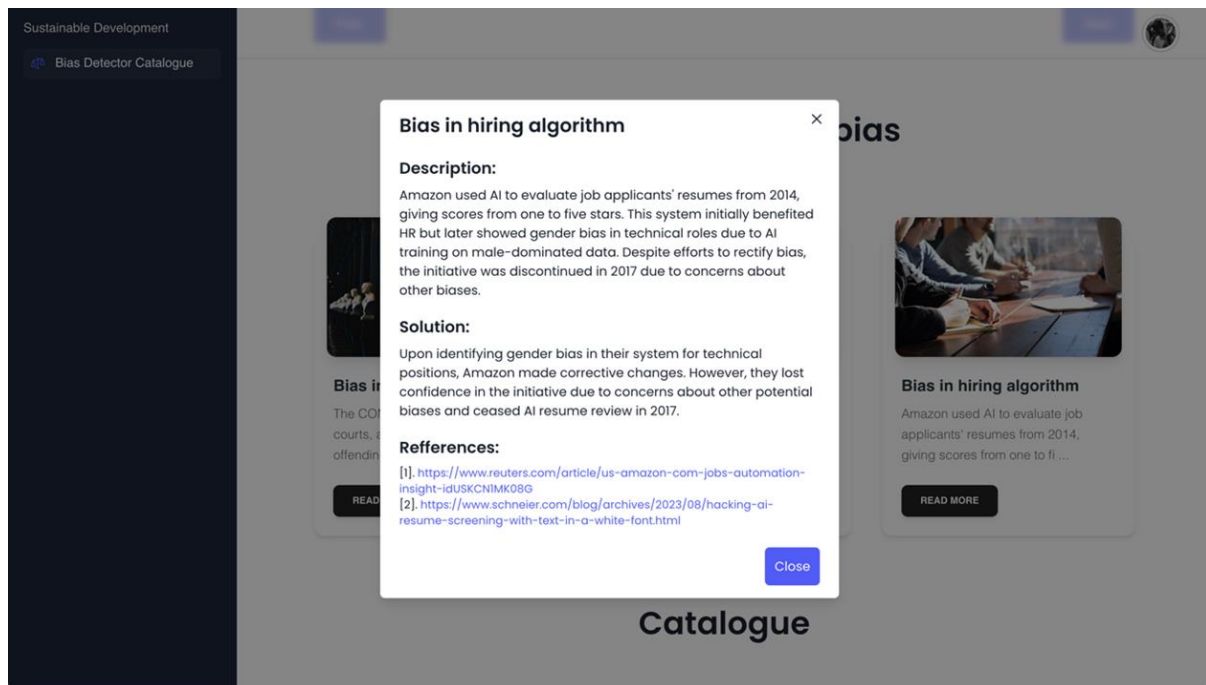 Sustainable Development
Bias Detector Catalogue
bias
Bias in hiring algorithm
Description:
Amazon used AI to evaluate job applicants' resumes from 2014,
giving scores from one to five stars. This system initially benefited
HR but later showed gender bias in technical roles due to AI
training on male-dominated data. Despite efforts to rectify bias,
the initiative was discontinued in 2017 due to concerns about
other biases.
Solution:
Upon identifying gender bias in their system for technical
positions, Amazon made corrective changes. However, they lost
confidence in the initiative due to concerns about other potential
biases and ceased AI resume review in 2017.
Refferences:
[1]. https://www.reuters.com/article/us-amazon-com-jobs-automation-
insight-idUSKCN1MK08G
[2]. https://www.schneier.com/blog/archives/2023/08/hacking-ai-
resume-screening-with-text-in-a-white-font.html
Close
Bias in
The
courts,
READ
Bias in hiring algorithm
Amazon used AI to evaluate job
applicants' resumes from 2014,
giving scores from one to fi ...
READ MORE
Catalogue